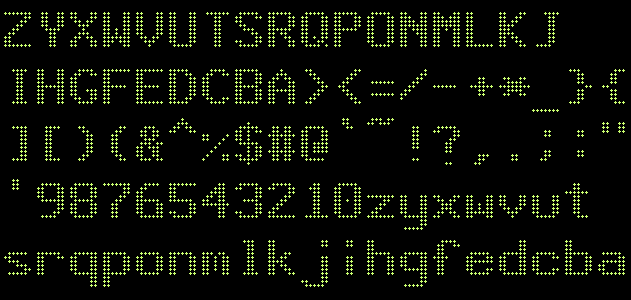 ZYXWVUTSRQPONMLKJ
IHGFEDCBA><=/-+*_}{
][)(&^%$#@`~!?,.;:"
'9876543210zyxwvut
srqponmlkjihgfedcba